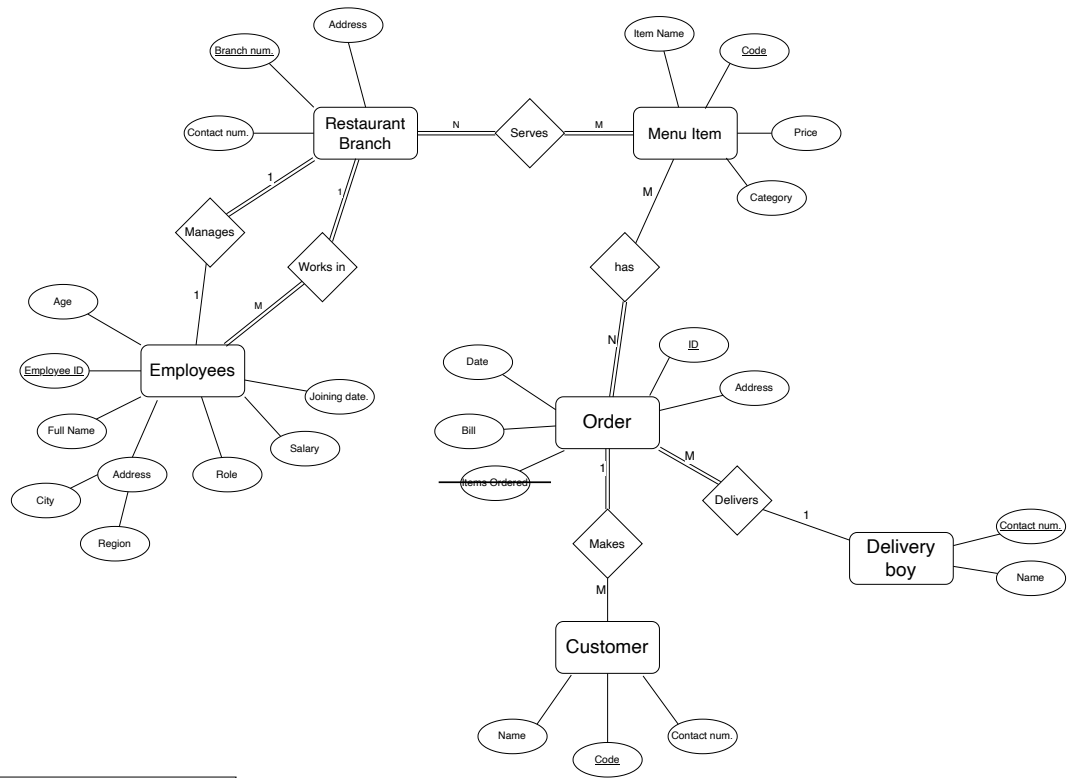 Address
Item Name
Branch num.
Code
Restaurant
Branch
N
Serves
M
Menu Item
Contact num.
Price
1
1
M
Category
Manages
Works in
has
1
M
Age
N
ID
Date
Employee ID
Employees
Joining date.
Address
Order
Full Name
Bill
Salary
1
M
Address
Role
Items Ordered
City
Delivers
1
Region
Makes
Contact num.
Delivery
boy
Name
M
Customer
Name
Contact num.
Code